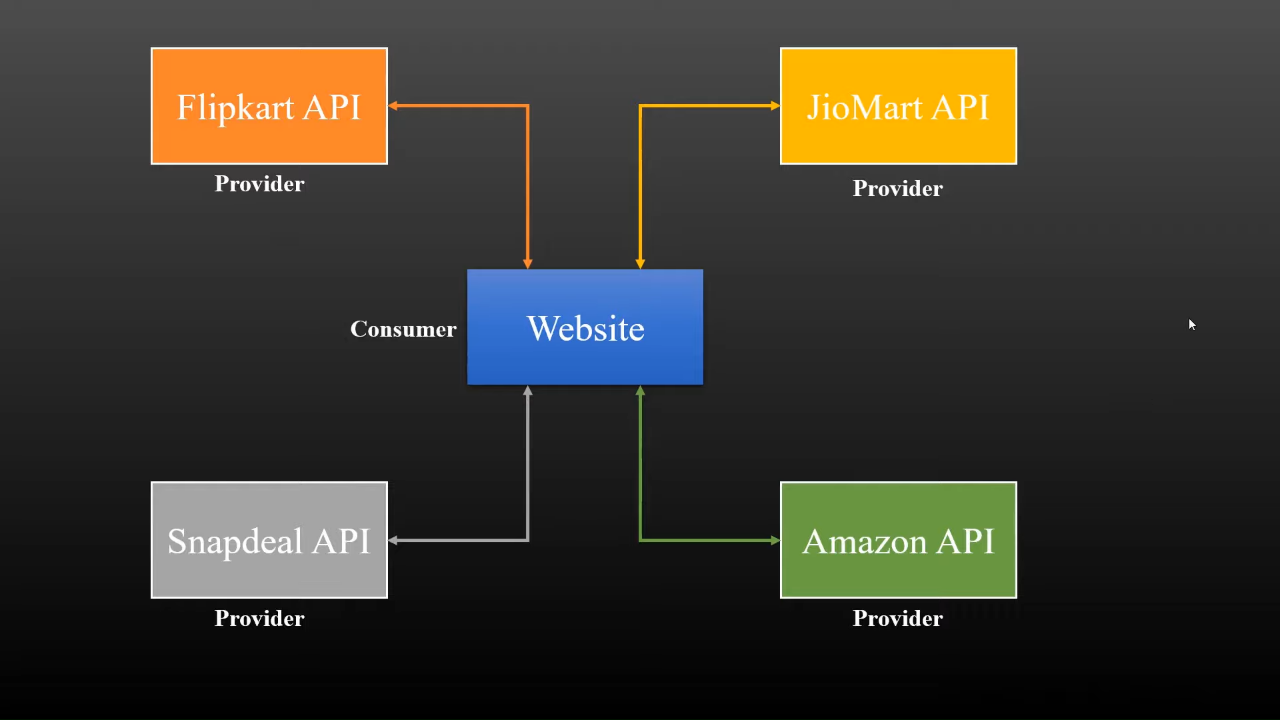 Flipkart API
JioMart API
Provider
Provider
Consumer
Website
Snapdeal API
Amazon API
Provider
Provider